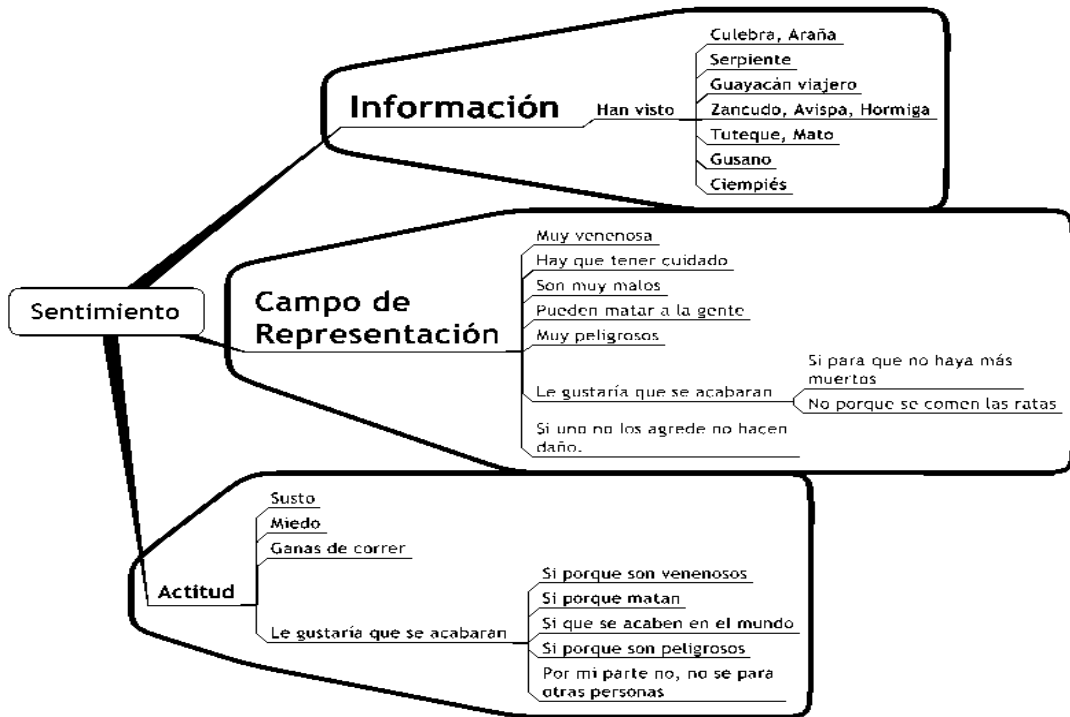 Sentimiento
Información
Han visto
Culebra, Araña
Serpiente
Guayacán viajero
Zancudo, Avispa, Hormiga
Tuteque, Mato
Gusano
Ciempiés
Campo de
Representación
Muy venenosa
Hay que tener cuidado
Son muy malos
Pueden matar a la gente
Muy peligrosos
Le gustaría que se acabaran
Si para que no haya más
muertos
No porque se comen las ratas
Si uno no los agrede no hacen
daño.
Actitud
Susto
Miedo
Ganas de correr
Le gustaría que se acabaran
Si porque son venenosos
Si porque matan
Si que se acaben en el mundo
Si porque son peligrosos
Por mi parte no, no se para
otras personas